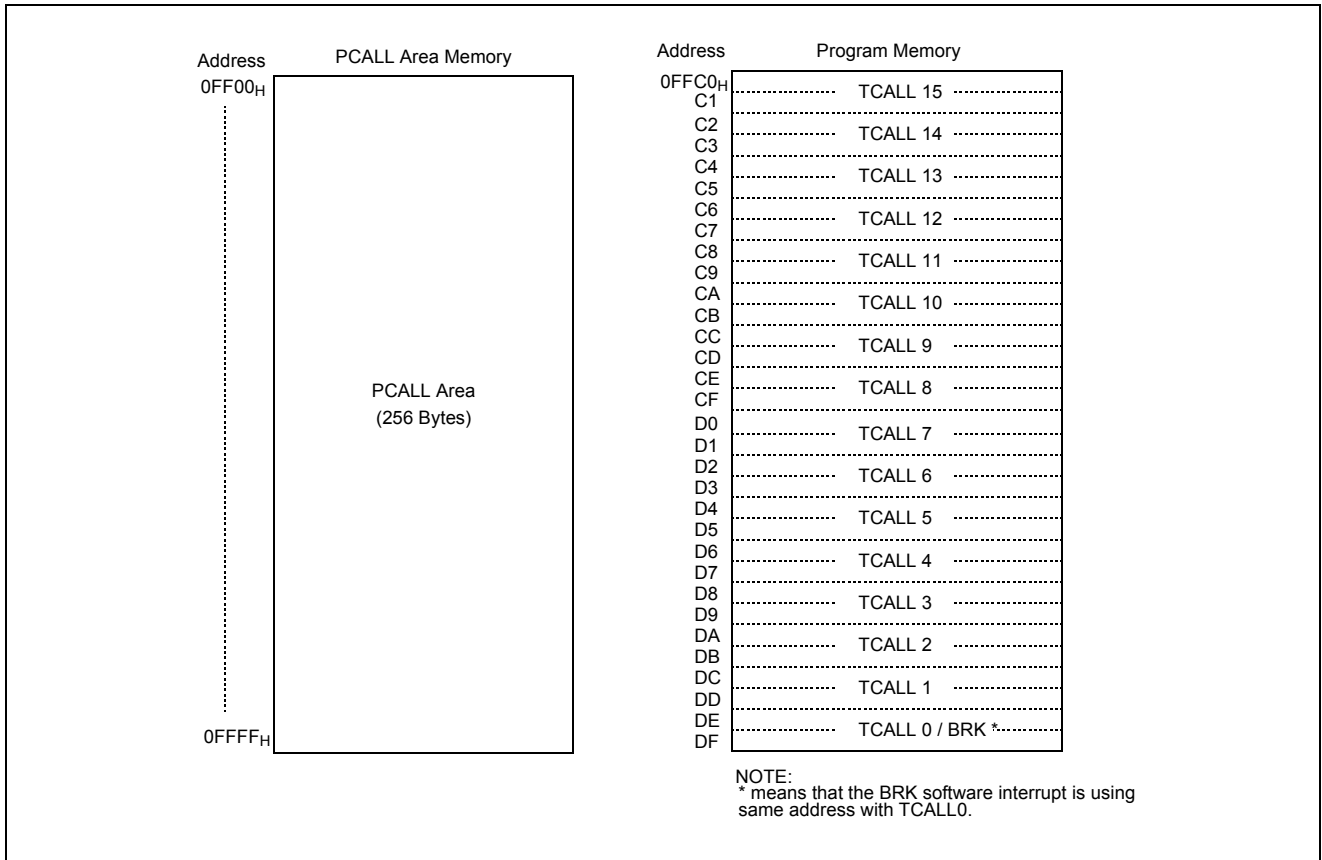 Address PCALL Area Memory
0FF00H
PCALL Area
(256 Bytes)
0FFFFH
Address Program Memory
0FFC0H
C1
TCALL 15
C2
C3
TCALL 14
C4
C5
TCALL 13
C6
C7
TCALL 12
C8
C9
TCALL 11
CA
CB
TCALL 10
CC
CD
TCALL 9
CE
CF
TCALL 8
D0
D1
TCALL 7
D2
D3
TCALL 6
D4
D5
TCALL 5
D6
D7
TCALL 4
D8
D9
TCALL 3
DA
DB
TCALL 2
DC
DD
TCALL 1
DE
DF
TCALL 0 / BRK *
NOTE:
* means that the BRK software interrupt is using
same address with TCALL0.